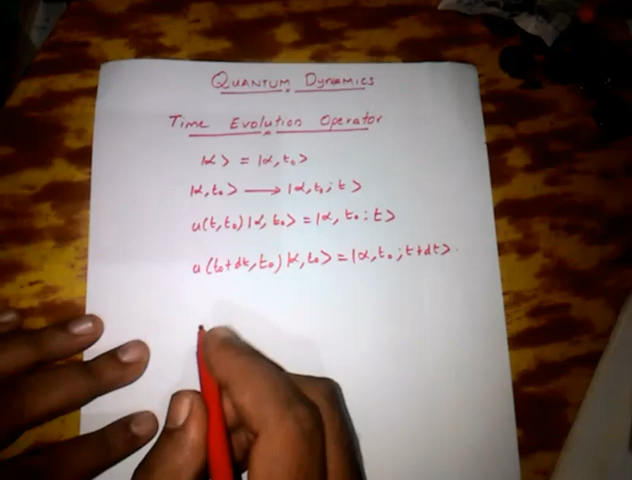 QUANTUM DYNAMICS
Time Evolution Operator
|α> = |α, t₀>
|α, t₀> ⟶ |α, t₀; t>
u(t, t₀)|α, t₀> = |α, t₀; t>
u(t₀+dt, t₀)|α, t₀> = |α, t₀; t+dt>.